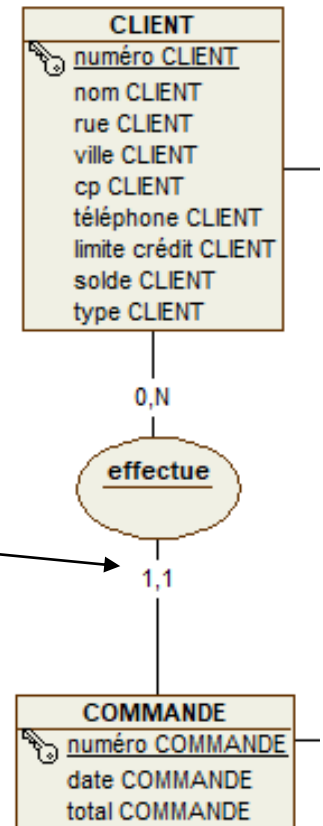 CLIENT
numéro CLIENT
nom CLIENT
rue CLIENT
ville CLIENT
cp CLIENT
téléphone CLIENT
limite crédit CLIENT
solde CLIENT
type CLIENT
0,N
effectue
1,1
COMMANDE
numéro COMMANDE
date COMMANDE
total COMMANDE